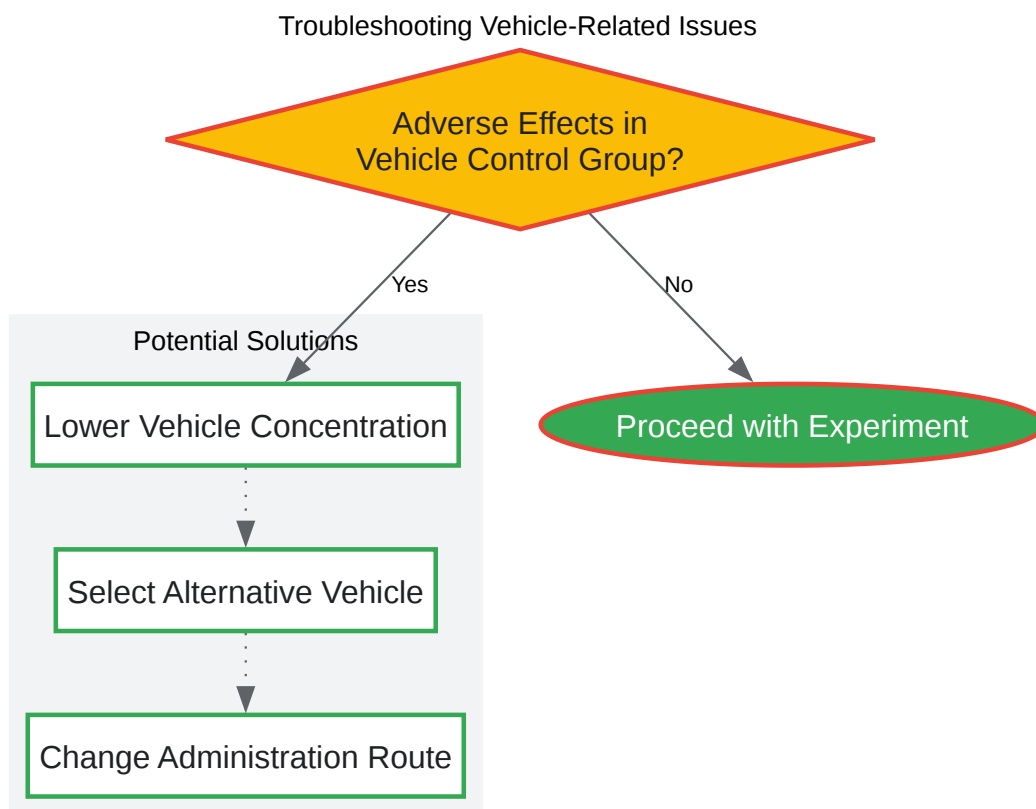 Troubleshooting Vehicle-Related Issues
Adverse Effects in
Vehicle Control Group?
Yes
No
Potential Solutions
Lower Vehicle Concentration
Proceed with Experiment
Select Alternative Vehicle
Change Administration Route